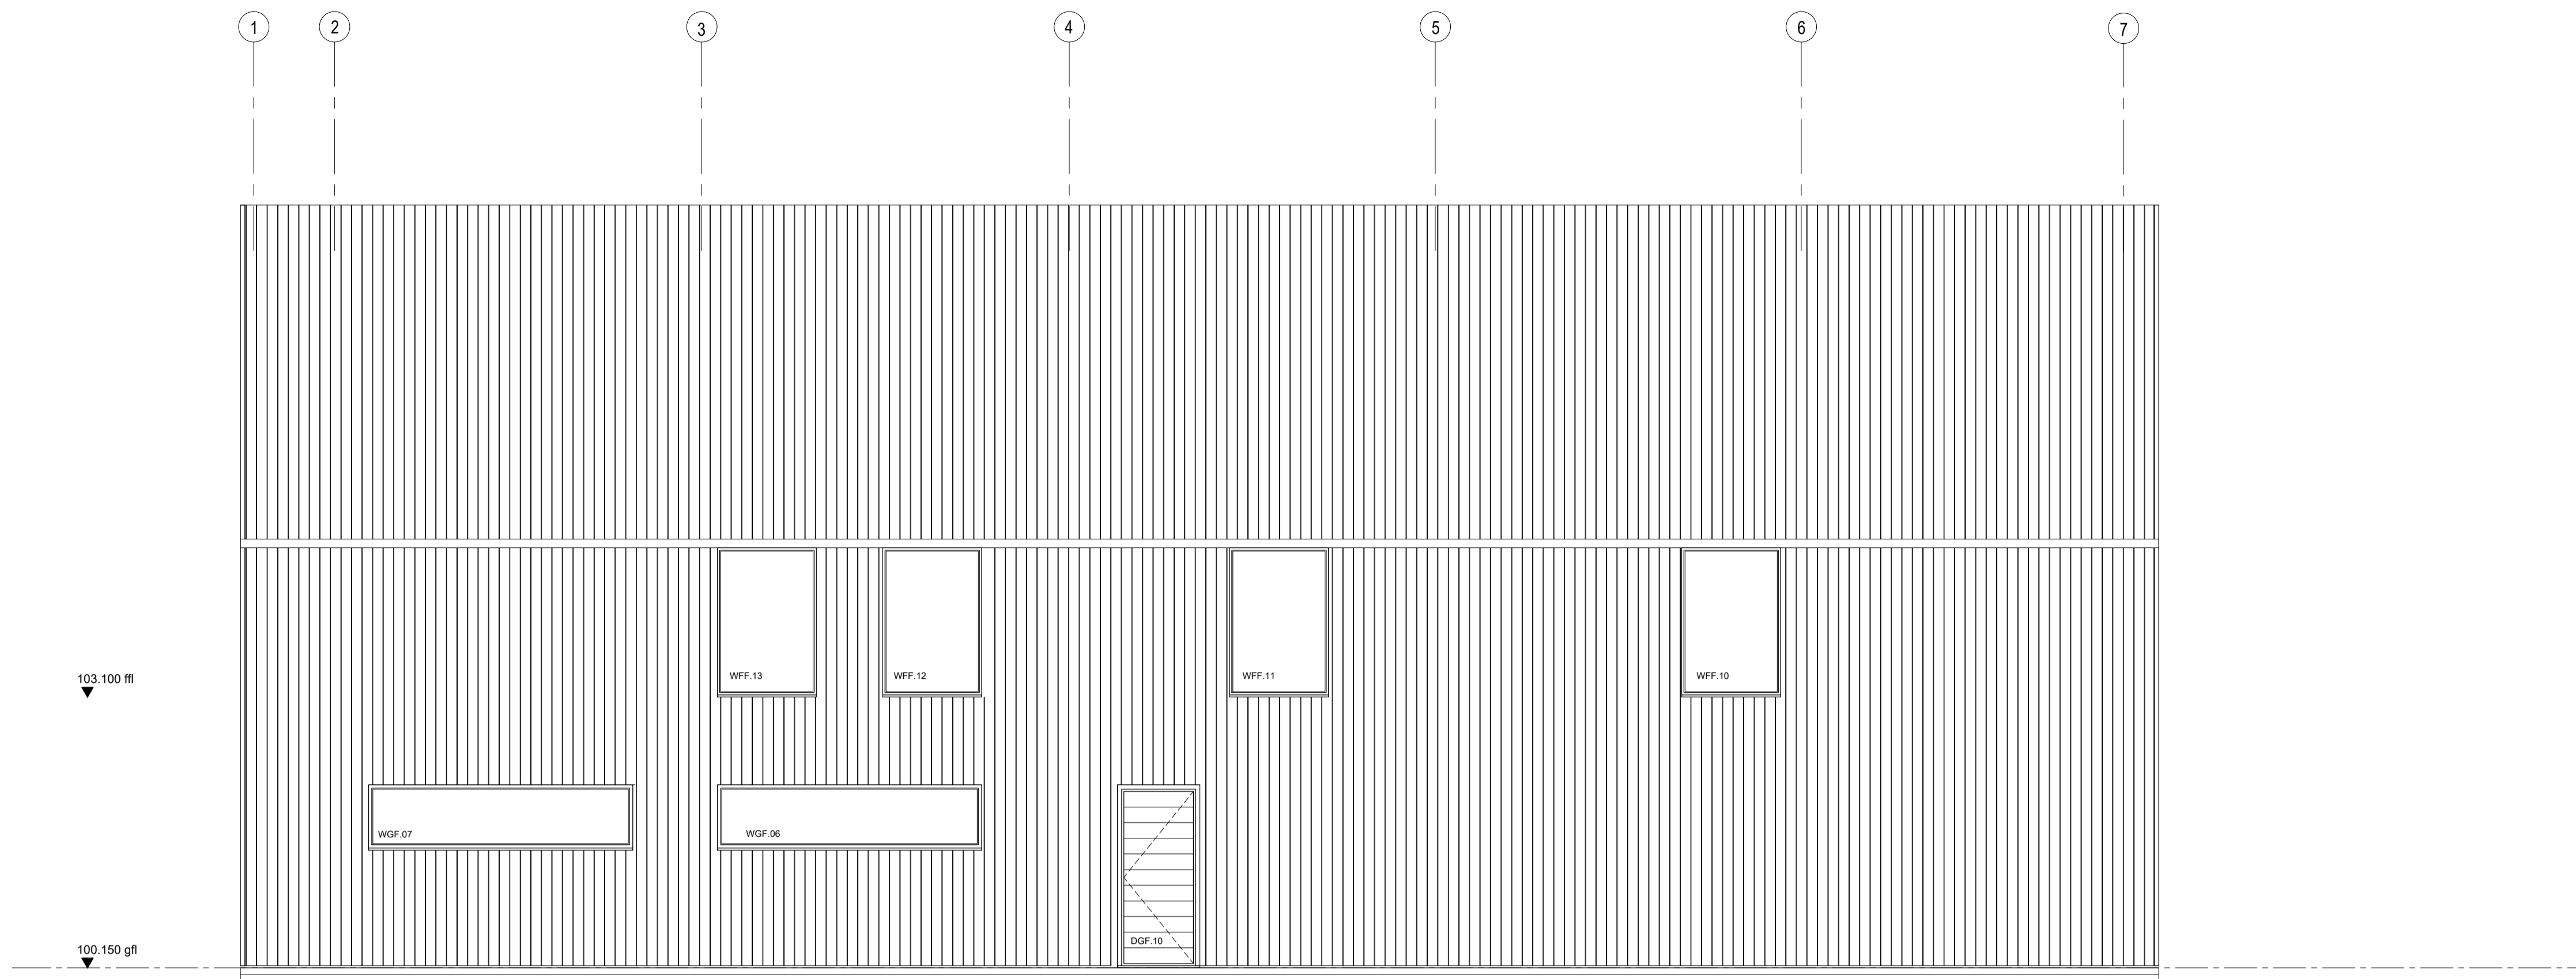 1 2 3 4 5 6 7
WFF.13 WFF.12 WFF.11 WFF.10
103.100 ffl
WGF.07 WGF.06
DGF.10
100.150 gfl